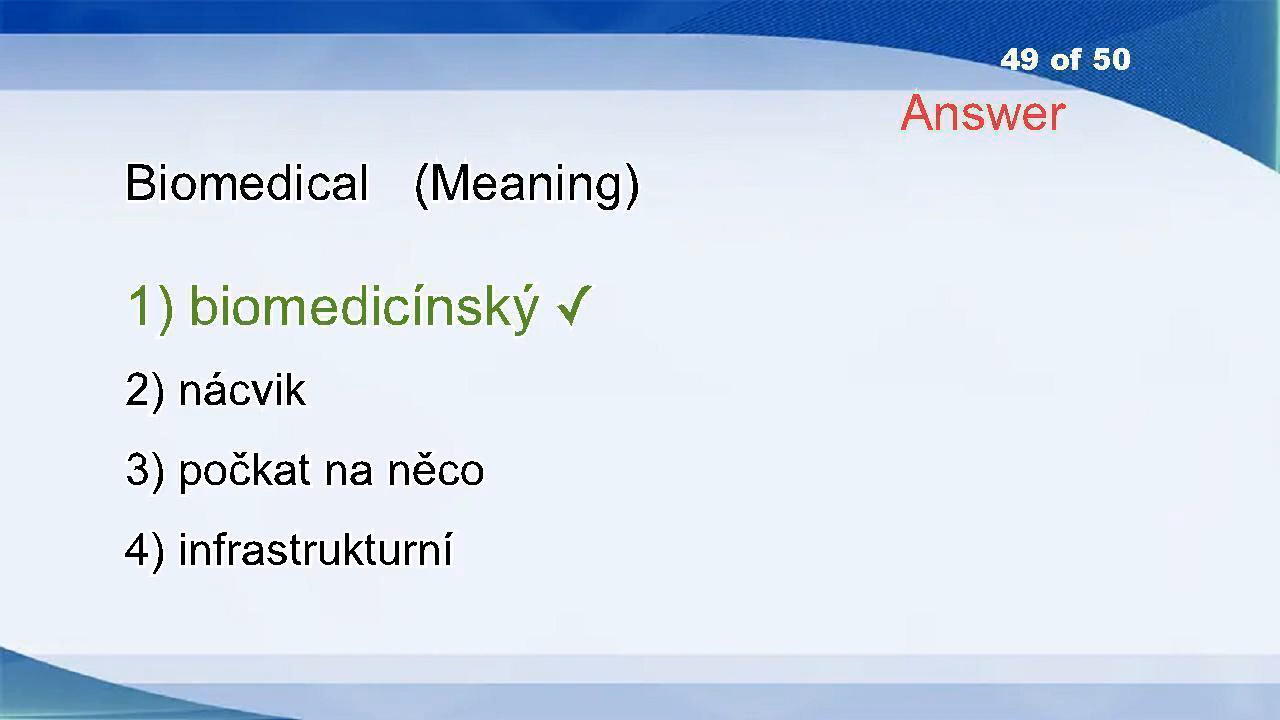 49 of 50
Answer
Biomedical (Meaning)
1) biomedicínský ✓
2) nácvik
3) počkat na něco
4) infrastrukturní